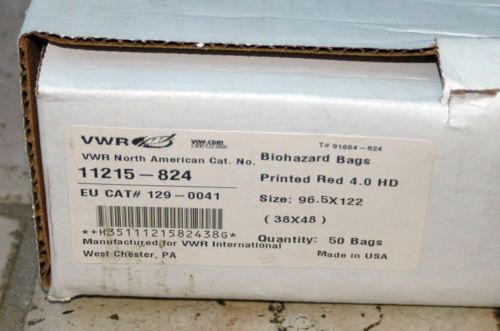 VWR
vwr.com
T# 91664-824
VWR North American Cat. No.
11215-824
EU CAT# 129-0041
*+H3511121582438G*
Manufactured for VWR International
West Chester, PA
Biohazard Bags
Printed Red 4.0 HD
Size: 96.5X122
(38X48)
Quantity: 50 Bags
Made in USA